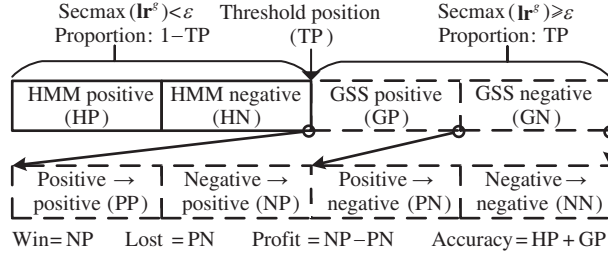 Secmax (lr^g) < ε Threshold position Secmax (lr^g) ⩾ ε
Proportion: 1−TP (TP) Proportion: TP
HMM positive HMM negative GSS positive GSS negative
(HP) (HN) (GP) (GN)
Positive → Negative → Positive → Negative →
positive (PP) positive (NP) negative (PN) negative (NN)
Win=NP Lost=PN Profit=NP−PN Accuracy=HP+GP